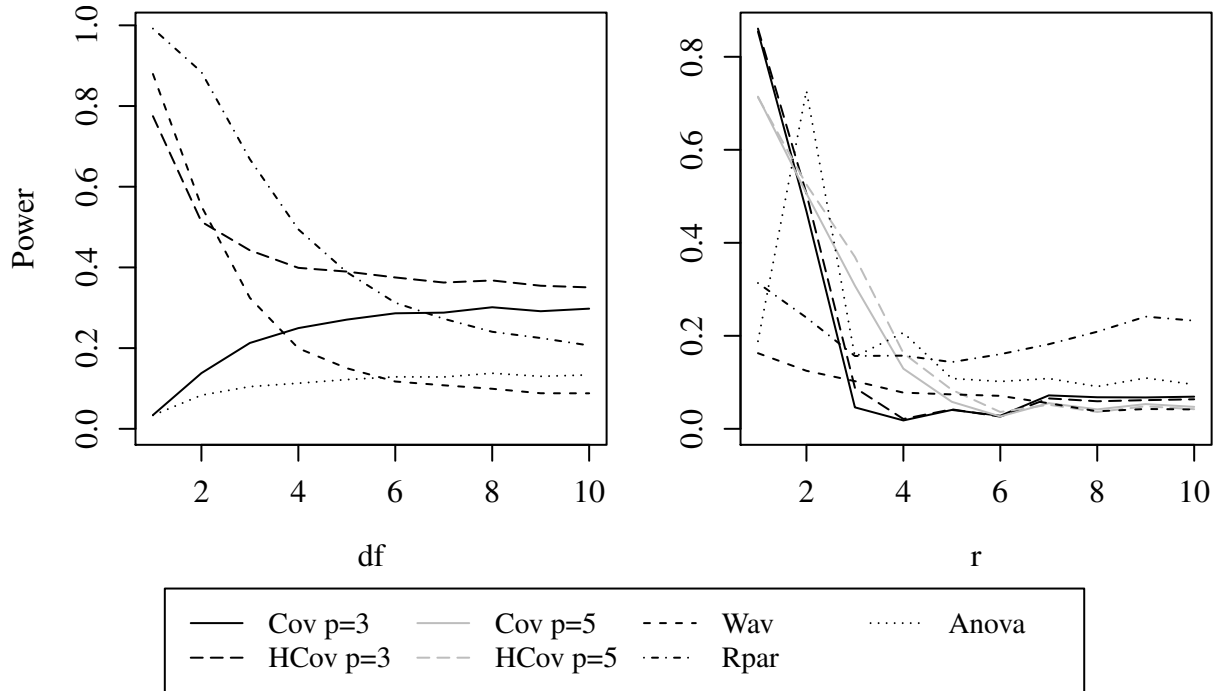 Power
0.0 0.2 0.4 0.6 0.8 1.0
2 4 6 8 10
df
0.0 0.2 0.4 0.6 0.8
2 4 6 8 10
r
Cov p=3 Cov p=5 Wav Anova
HCov p=3 HCov p=5 Rpar